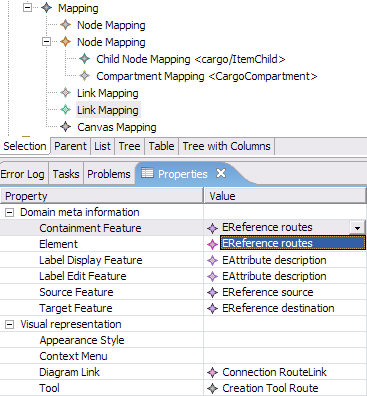 Mapping
Node Mapping
Node Mapping
Child Node Mapping <cargo/ItemChild>
Compartment Mapping <CargoCompartment>
Link Mapping
Link Mapping
Canvas Mapping
Selection Parent List Tree Table Tree with Columns
Error Log Tasks Problems Properties
Property Value
Domain meta information
Containment Feature EReference routes
Element EReference routes
Label Display Feature EAttribute description
Label Edit Feature EAttribute description
Source Feature EReference source
Target Feature EReference destination
Visual representation
Appearance Style
Context Menu
Diagram Link Connection RouteLink
Tool Creation Tool Route